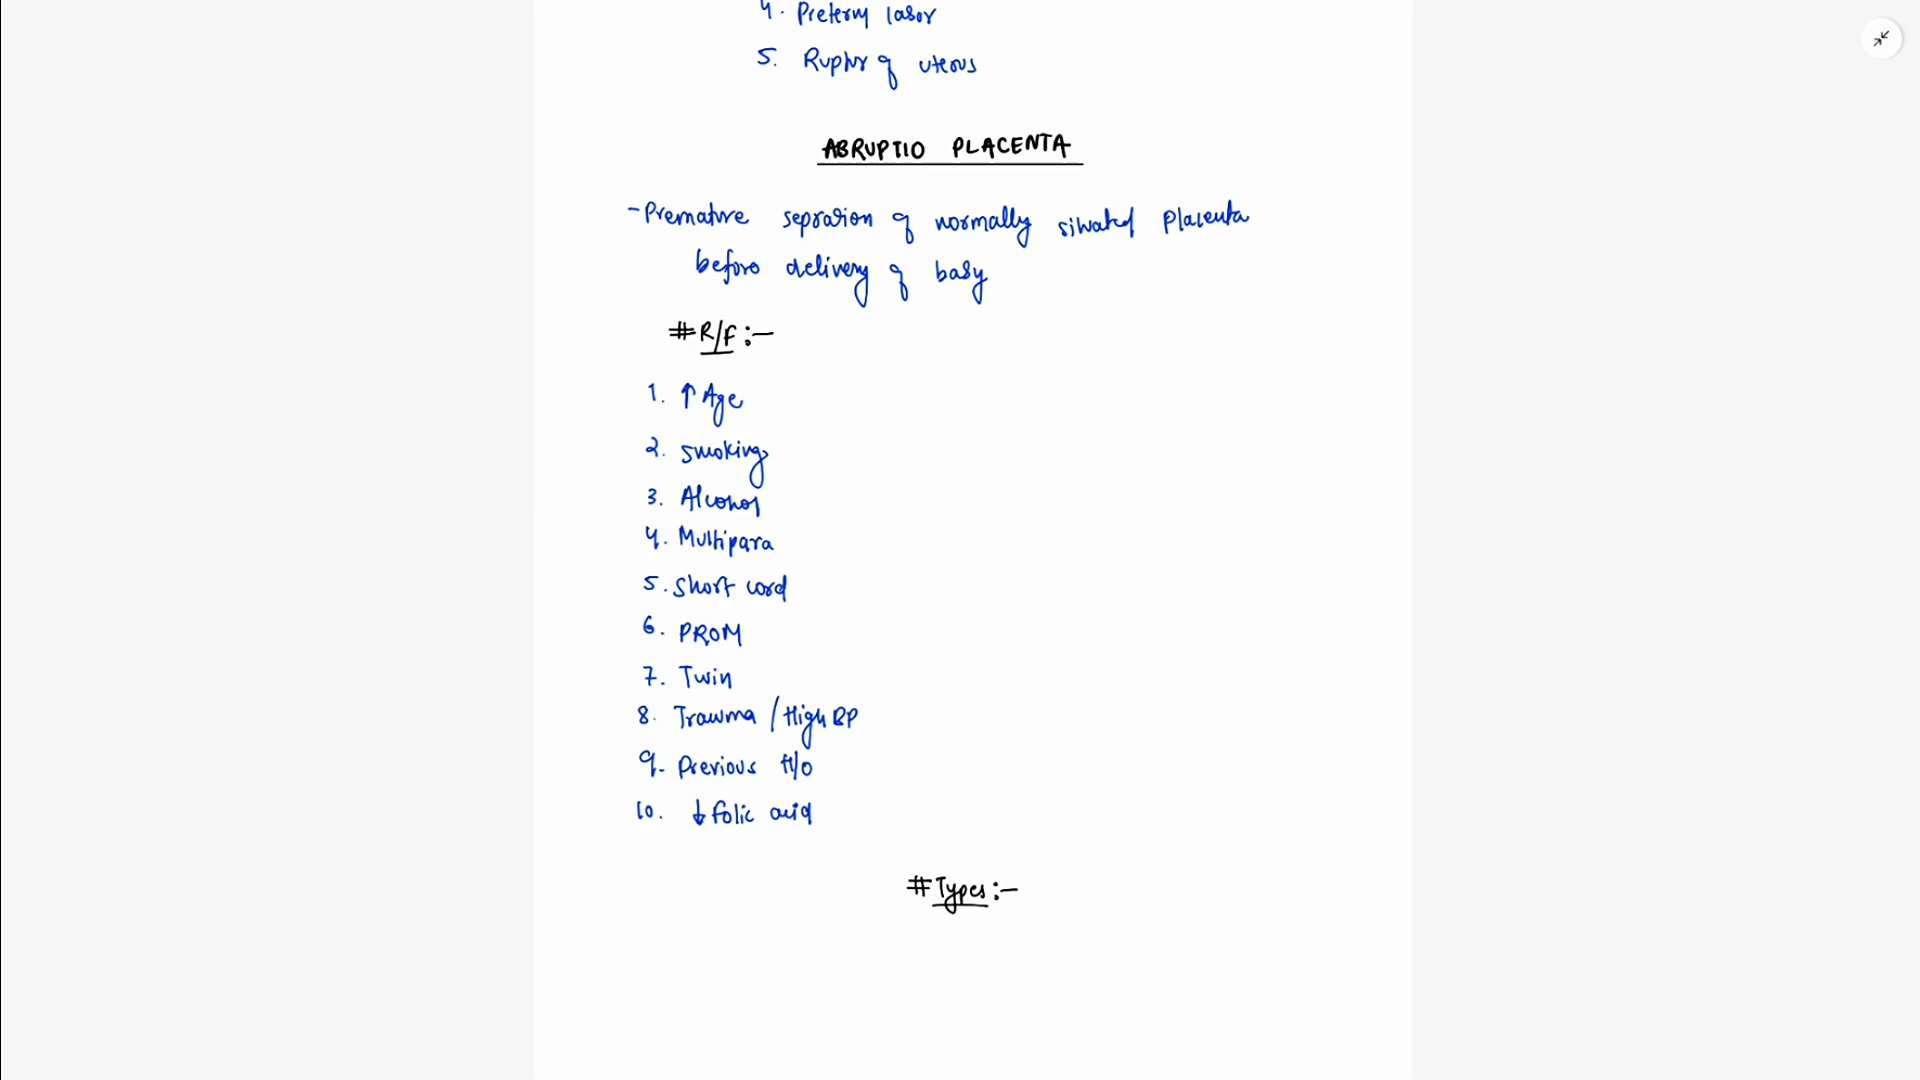 4. Preterm labor
5. Ruptur of uterus
ABRUPTIO PLACENTA
- Premature sepration of normally situated placenta
before delivery of baby
# R/F :-
1. ↑ Age
2. Smoking
3. Alcohol
4. Multipara
5. Short cord
6. PROM
7. Twin
8. Trauma / High BP
9. Previous H/o
10. ↓ folic acid
# Types :-